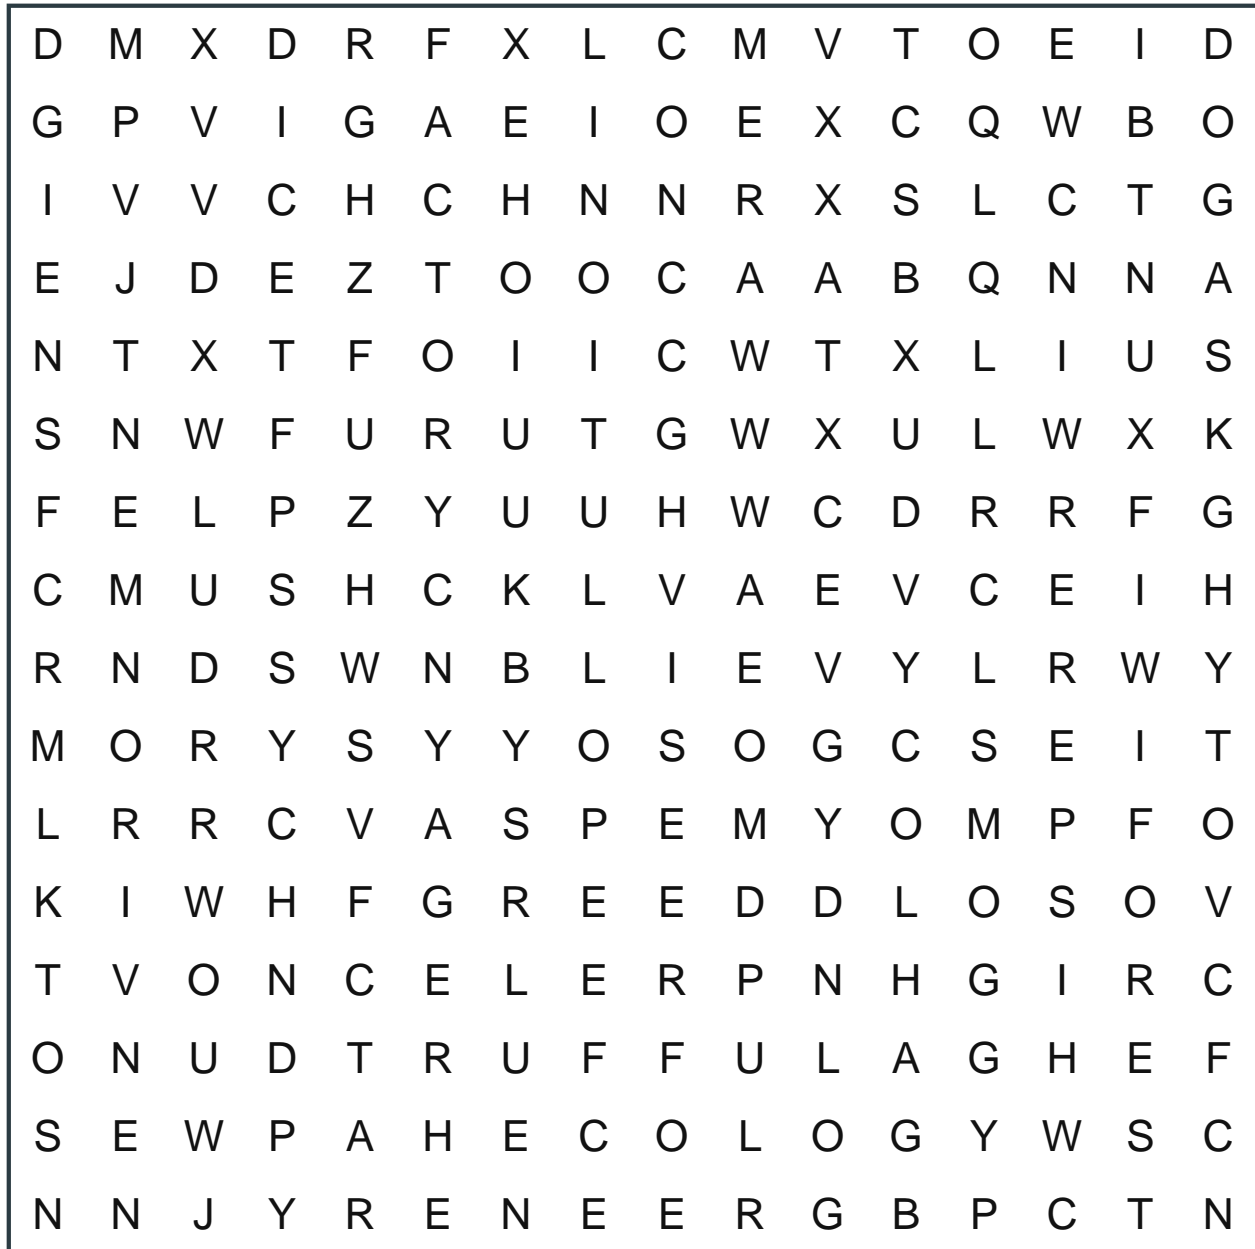 D M X D R F X L C M V T O E I D
G P V I G A E I O E X C Q W B O
I V V C H C H N N R X S L C T G
E J D E Z T O O C A A B Q N N A
N T X T F O I I C W T X L I U S
S N W F U R U T G W X U L W X K
F E L P Z Y U U H W C D R R F G
C M U S H C K L V A E V C E I H
R N D S W N B L I E V Y L R W Y
M O R Y S Y Y O S O G C S E I T
L R R C V A S P E M Y O M P F O
K I W H F G R E E D D L O S O V
T V O N C E L E R P N H G I R C
O N U D T R U F F U L A G H E F
S E W P A H E C O L O G Y W S C
N N J Y R E N E E R G B P C T N